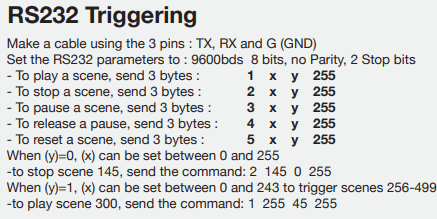 RS232 Triggering
Make a cable using the 3 pins : TX, RX and G (GND)
Set the RS232 parameters to : 9600bds 8 bits, no Parity, 2 Stop bits
- To play a scene, send 3 bytes : 1 x y 255
- To stop a scene, send 3 bytes : 2 x y 255
- To pause a scene, send 3 bytes : 3 x y 255
- To release a pause, send 3 bytes : 4 x y 255
- To reset a scene, send 3 bytes : 5 x y 255
When (y)=0, (x) can be set between 0 and 255
-to stop scene 145, send the command: 2 145 0 255
When (y)=1, (x) can be set between 0 and 243 to trigger scenes 256-499
-to play scene 300, send the command: 1 255 45 255